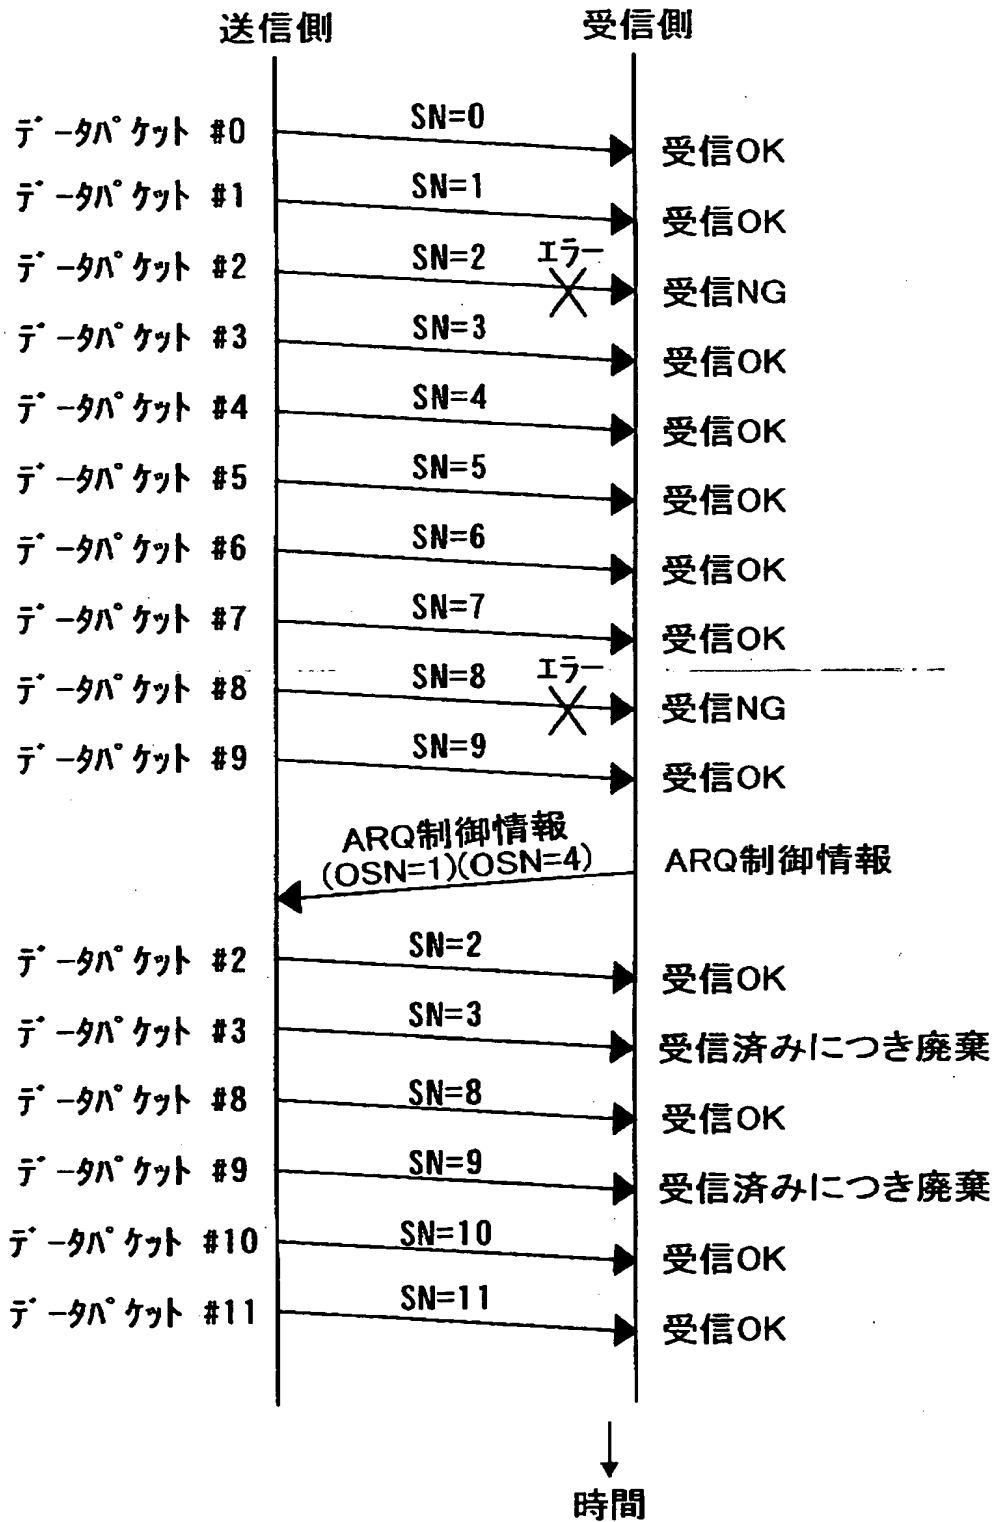 送信側 受信側
データパケット #0 SN=0 受信OK
データパケット #1 SN=1 受信OK
データパケット #2 SN=2 エラー 受信NG
データパケット #3 SN=3 受信OK
データパケット #4 SN=4 受信OK
データパケット #5 SN=5 受信OK
データパケット #6 SN=6 受信OK
データパケット #7 SN=7 受信OK
データパケット #8 SN=8 エラー 受信NG
データパケット #9 SN=9 受信OK
ARQ制御情報
(OSN=1)(OSN=4) ARQ制御情報
データパケット #2 SN=2 受信OK
データパケット #3 SN=3 受信済みにつき廃棄
データパケット #8 SN=8 受信OK
データパケット #9 SN=9 受信済みにつき廃棄
データパケット #10 SN=10 受信OK
データパケット #11 SN=11 受信OK
時間